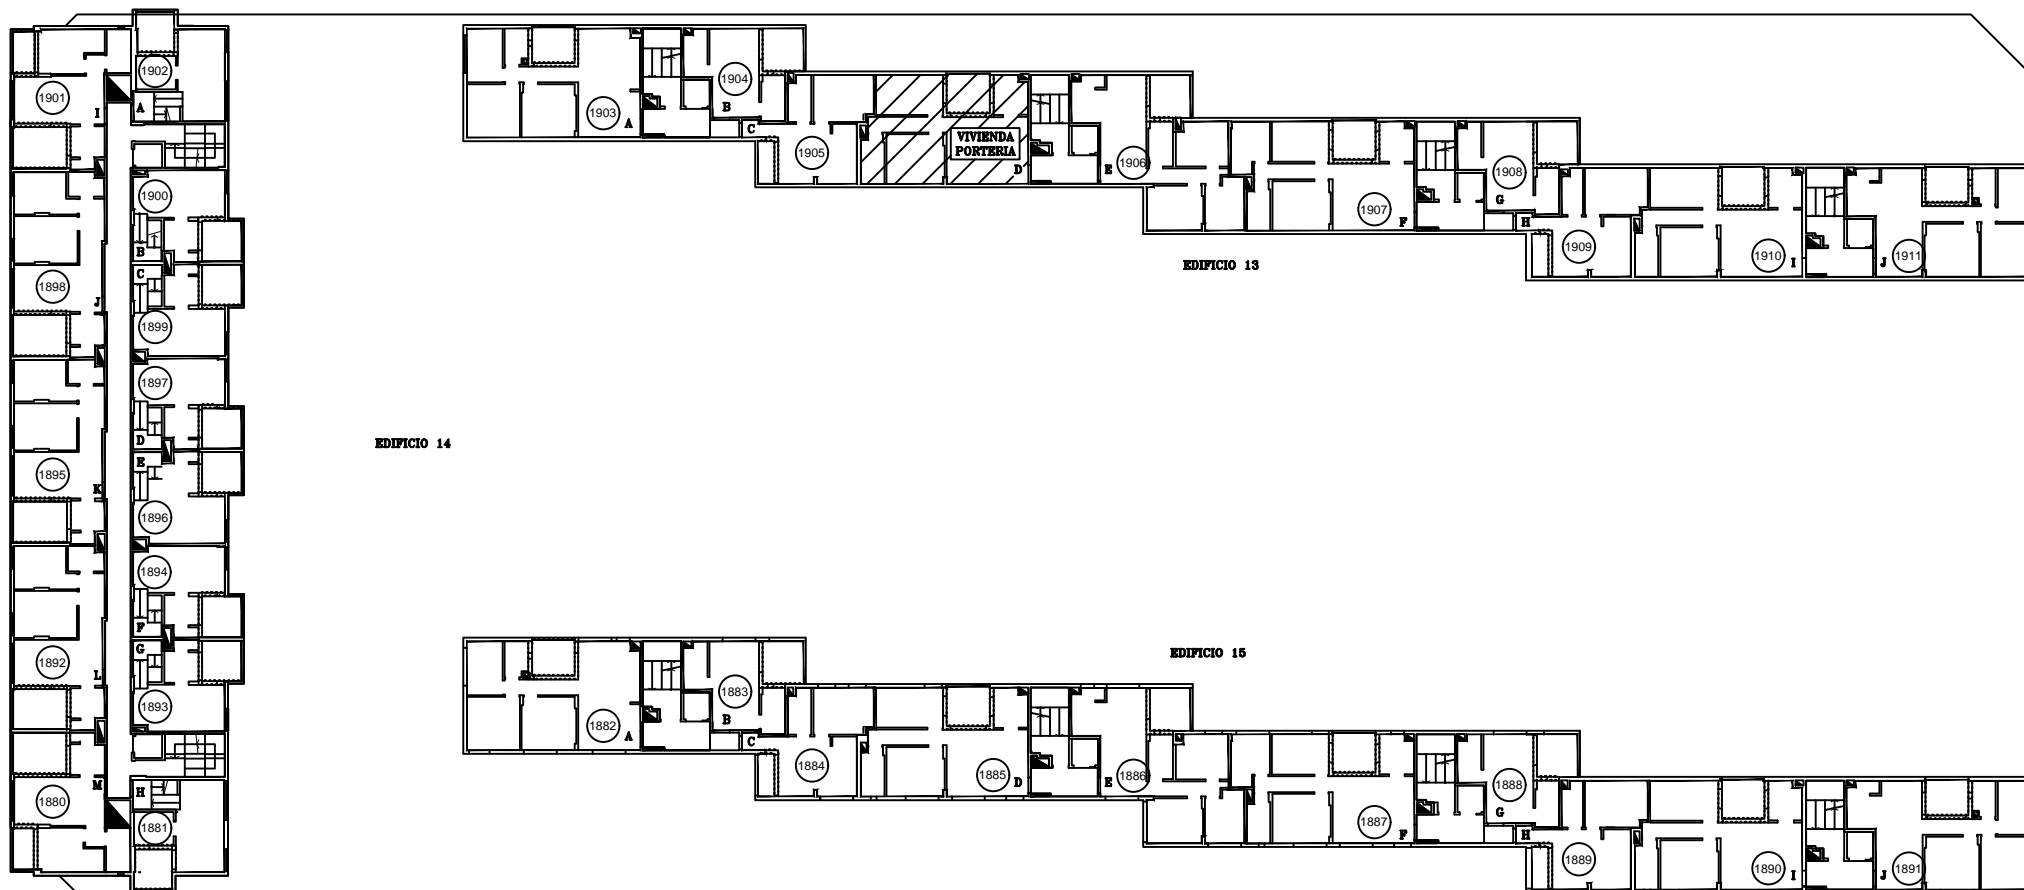 1902
1901
A
I
1900
B
C
1898
J
1899
1897
D
E
1895
K
1896
1894
F
G
1892
L
1893
M
H
1880
1881
EDIFICIO 14
1903
A
1904
B
C
1905
VIVIENDA
PORTERIA
D
E
1906
1907
F
1908
G
H
1909
1910
I
J
1911
EDIFICIO 13
EDIFICIO 15
1882
A
1883
B
C
1884
1885
D
E
1886
1887
F
1888
G
H
1889
1890
I
J
1891